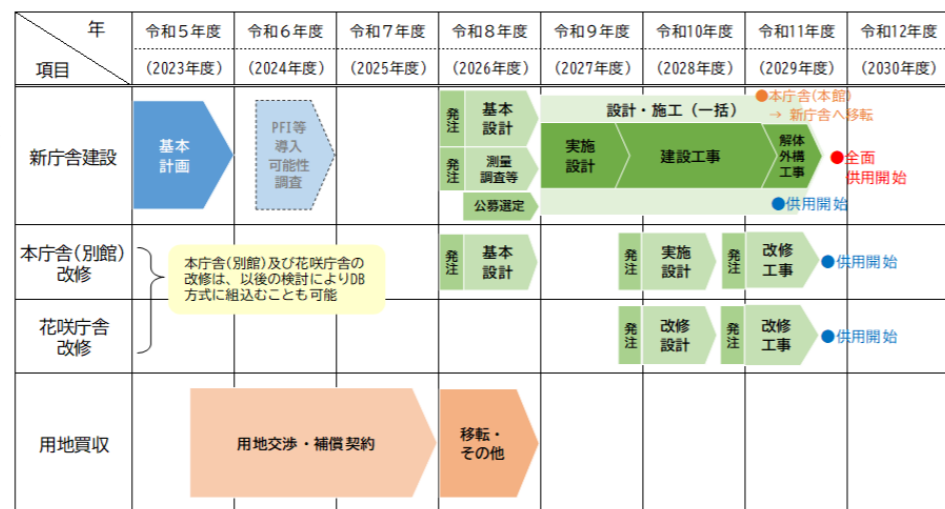 年
項目
令和5年度
(2023年度)
令和6年度
(2024年度)
令和7年度
(2025年度)
令和8年度
(2026年度)
令和9年度
(2027年度)
令和10年度
(2028年度)
令和11年度
(2029年度)
令和12年度
(2030年度)
新庁舎建設
基本
計画
PFI等
導入
可能性
調査
発注
基本
設計
発注
測量
調査等
公募選定
設計・施工(一括)
実施
設計
建設工事
解体
外構
工事
●本庁舎(本館)
→ 新庁舎へ移転
●全面
供用開始
●供用開始
本庁舎(別館)
改修
本庁舎(別館)及び花咲庁舎の
改修は、以後の検討によりDB
方式に組込むことも可能
発注
基本
設計
発注
実施
設計
発注
改修
工事
●供用開始
花咲庁舎
改修
発注
改修
設計
発注
改修
工事
●供用開始
用地買収
用地交渉・補償契約
移転・
その他